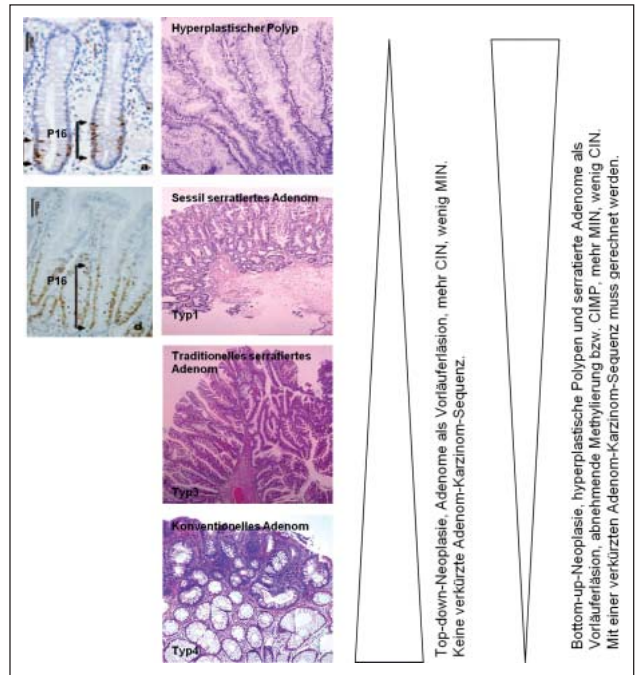 Hyperplastischer Polyp
P16
a
Sessil serratiertes Adenom
P16
d
Typ1
Traditionelles serratiertes
Adenom
Typ3
Konventionelles Adenom
Typ4
Top-down-Neoplasie, Adenome als Vorläuferläsion, mehr CIN, wenig MIN.
Keine verkürzte Adenom-Karzinom-Sequenz.
Bottom-up-Neoplasie, hyperplastische Polypen und serratierte Adenome als
Vorläuferläsion, abnehmende Methylierung bzw. CIMP, mehr MIN, wenig CIN.
Mit einer verkürzten Adenom-Karzinom-Sequenz muss gerechnet werden.